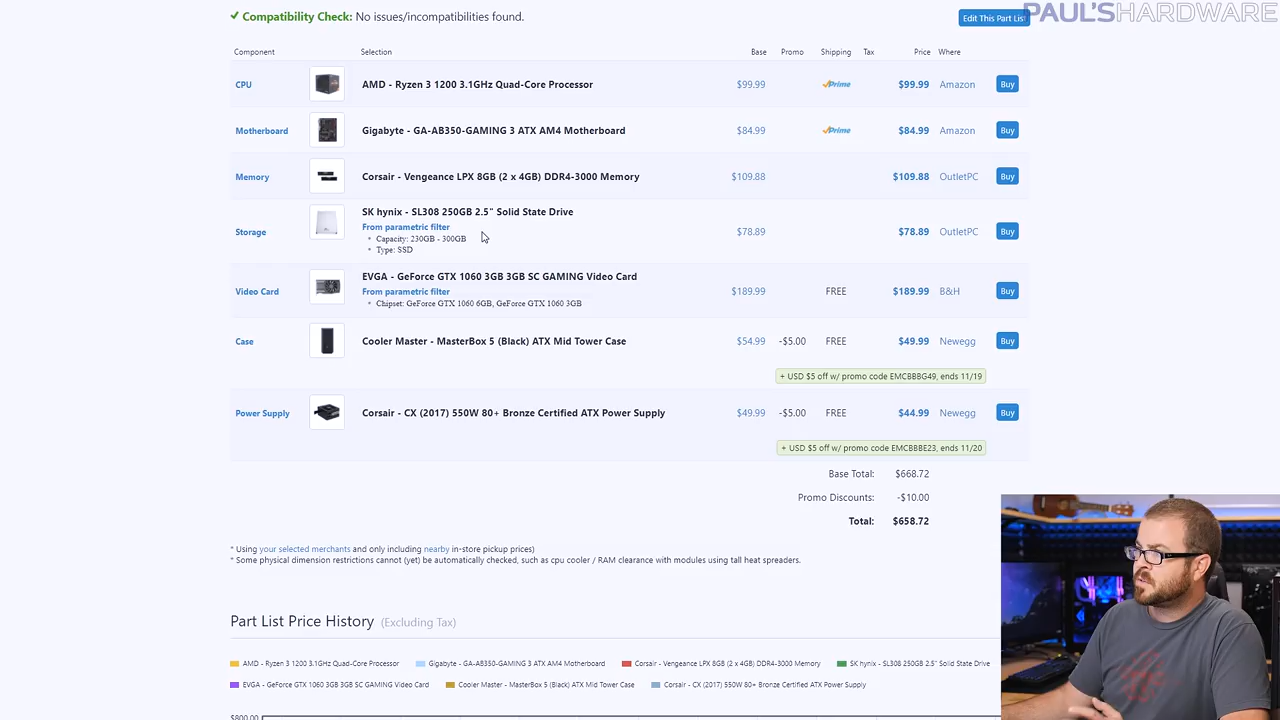 Compatibility Check: No issues/incompatibilities found.
Edit This Part List
PAUL'SHARDWARE
Component Selection Base Promo Shipping Tax Price Where
CPU AMD - Ryzen 3 1200 3.1GHz Quad-Core Processor $99.99 Prime $99.99 Amazon Buy
Motherboard Gigabyte - GA-AB350-GAMING 3 ATX AM4 Motherboard $84.99 Prime $84.99 Amazon Buy
Memory Corsair - Vengeance LPX 8GB (2 x 4GB) DDR4-3000 Memory $109.88 $109.88 OutletPC Buy
SK hynix - SL308 250GB 2.5" Solid State Drive
From parametric filter
Storage • Capacity: 230GB - 300GB $78.89 $78.89 OutletPC Buy
• Type: SSD
EVGA - GeForce GTX 1060 3GB 3GB SC GAMING Video Card
Video Card From parametric filter $189.99 FREE $189.99 B&H Buy
• Chipset: GeForce GTX 1060 6GB, GeForce GTX 1060 3GB
Case Cooler Master - MasterBox 5 (Black) ATX Mid Tower Case $54.99 -$5.00 FREE $49.99 Newegg Buy
+ USD $5 off w/ promo code EMCBBBG49, ends 11/19
Power Supply Corsair - CX (2017) 550W 80+ Bronze Certified ATX Power Supply $49.99 -$5.00 FREE $44.99 Newegg Buy
+ USD $5 off w/ promo code EMCBBBE23, ends 11/20
Base Total: $668.72
Promo Discounts: -$10.00
Total: $658.72
* Using your selected merchants and only including nearby in-store pickup prices)
* Some physical dimension restrictions cannot (yet) be automatically checked, such as cpu cooler / RAM clearance with modules using tall heat spreaders.
Part List Price History (Excluding Tax)
AMD - Ryzen 3 1200 3.1GHz Quad-Core Processor Gigabyte - GA-AB350-GAMING 3 ATX AM4 Motherboard Corsair - Vengeance LPX 8GB (2 x 4GB) DDR4-3000 Memory SK hynix - SL308 250GB 2.5" Solid State Drive
EVGA - GeForce GTX 1060 3GB 3GB SC GAMING Video Card Cooler Master - MasterBox 5 (Black) ATX Mid Tower Case Corsair - CX (2017) 550W 80+ Bronze Certified ATX Power Supply
$800.00